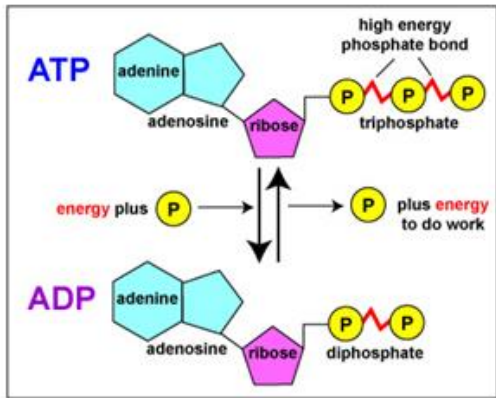 high energy
phosphate bond
ATP
adenine
P P P
adenosine
ribose
triphosphate
energy plus P
P plus energy
to do work
ADP
adenine
P P
adenosine
ribose
diphosphate